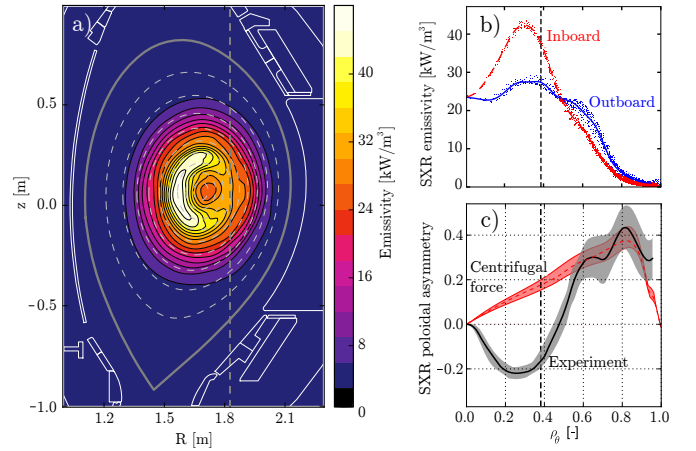 a)
1.0
0.5
0.0
-0.5
-1.0
z [m]
1.2
1.5
1.8
2.1
R [m]
40
32
24
16
8
0
Emissivity [kW/m³]
b)
Inboard
Outboard
40
30
20
10
0
SXR emissivity [kW/m³]
c)
Centrifugal
force
Experiment
0.4
0.2
0.0
-0.2
SXR poloidal asymmetry
0.0
0.2
0.4
0.6
0.8
1.0
ρθ [-]